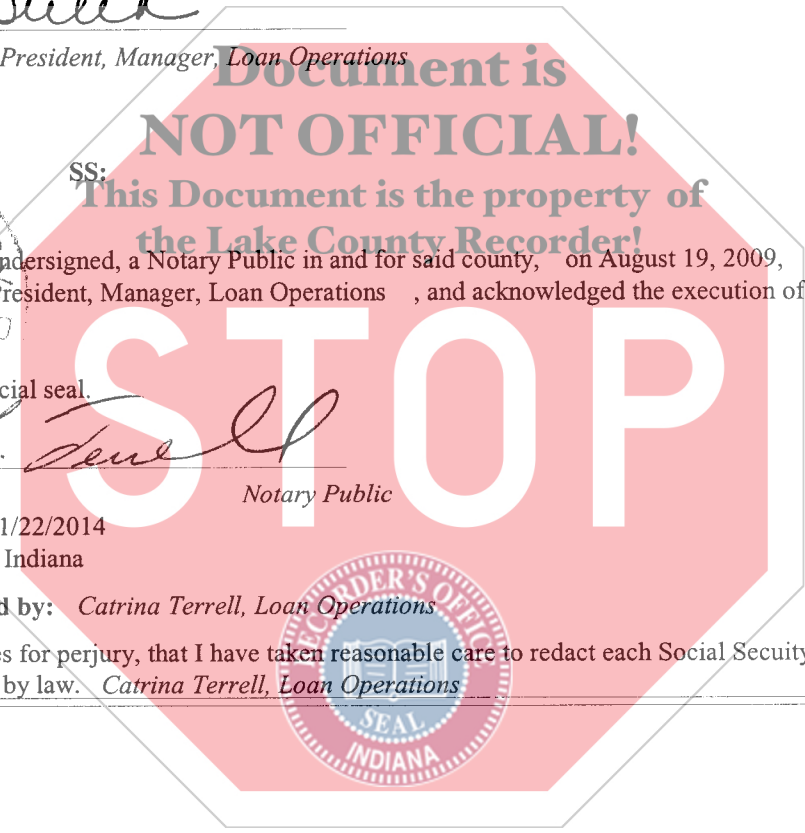 President, Manager, Loan Operations
Document is
NOT OFFICIAL!
SS:
This Document is the property of
the Lake County Recorder!
ndersigned, a Notary Public in and for said county, on August 19, 2009,
President, Manager, Loan Operations , and acknowledged the execution of
STOP
cial seal.
Terrell
Notary Public
1/22/2014
Indiana
d by: Catrina Terrell, Loan Operations
es for perjury, that I have taken reasonable care to redact each Social Secuity
by law. Catrina Terrell, Loan Operations
RECORDER'S OFFICE
SEAL
INDIANA